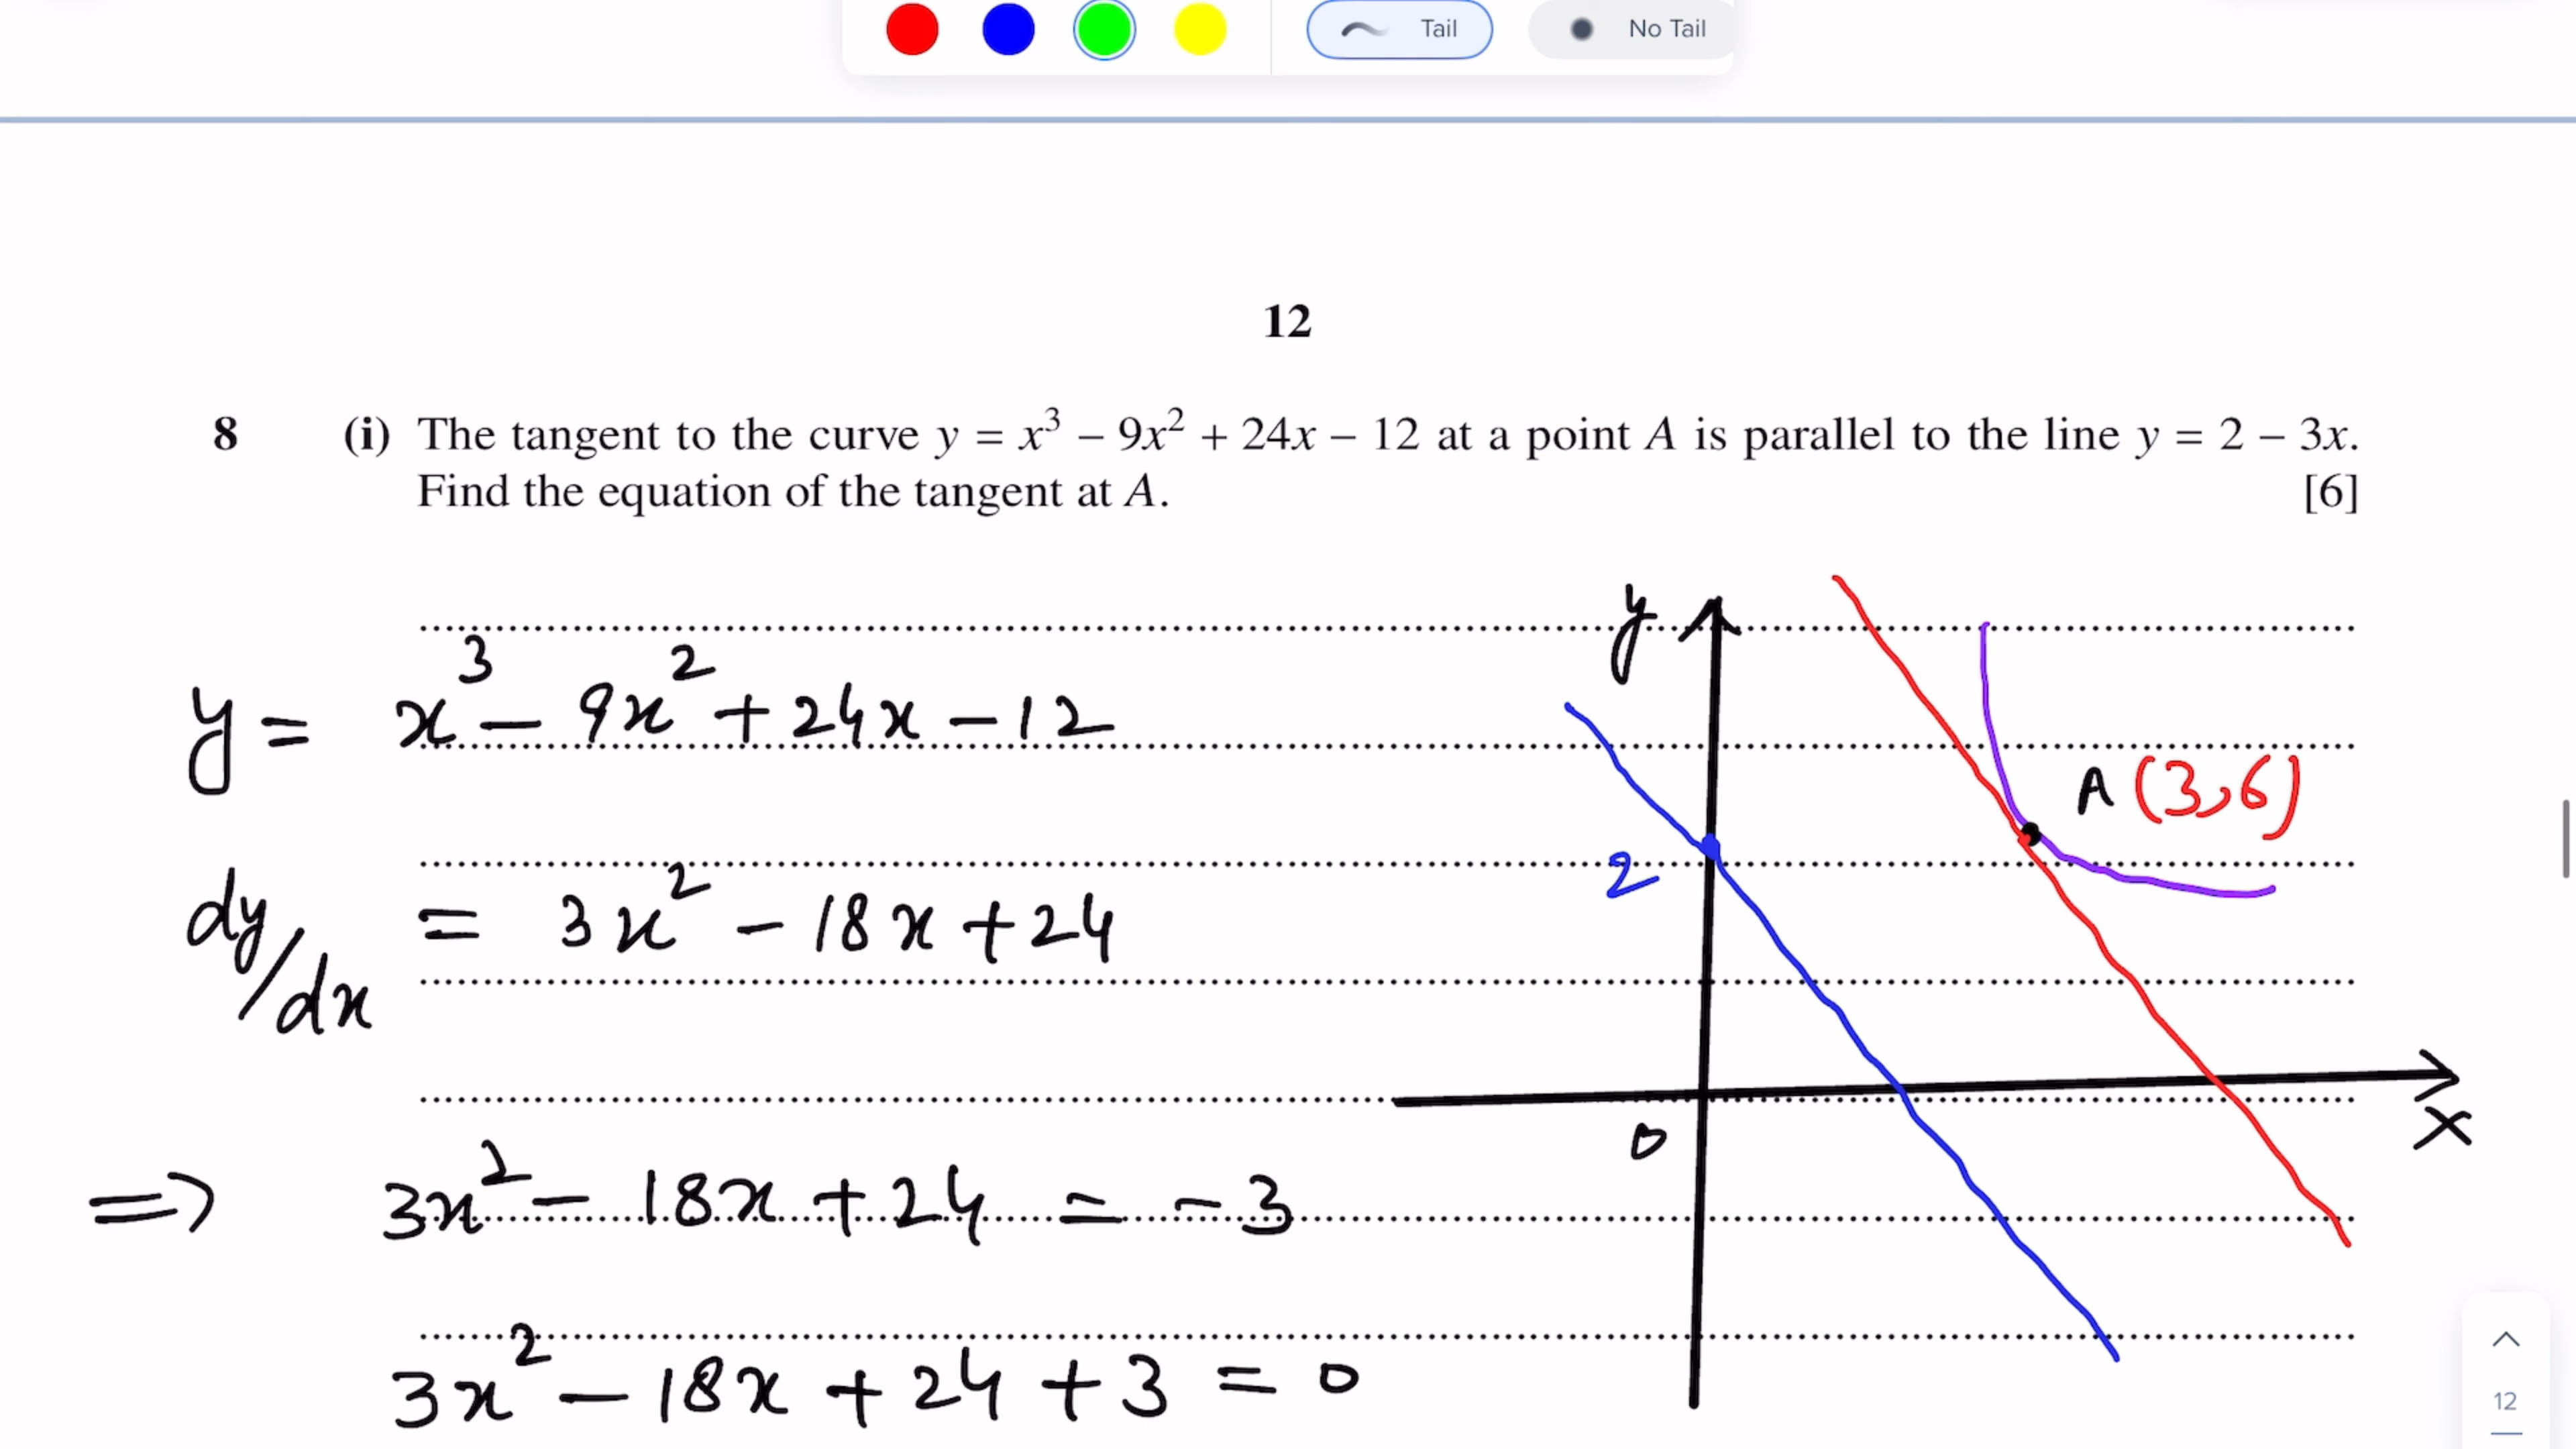 Tail No Tail
12
8 (i) The tangent to the curve y = x³ – 9x² + 24x – 12 at a point A is parallel to the line y = 2 – 3x.
Find the equation of the tangent at A. [6]
y = x³ – 9x² + 24x – 12
dy/dx = 3x² – 18x + 24
⇒ 3x² – 18x + 24 = –3
3x² – 18x + 24 + 3 = 0
y
A (3,6)
2
0
x
12